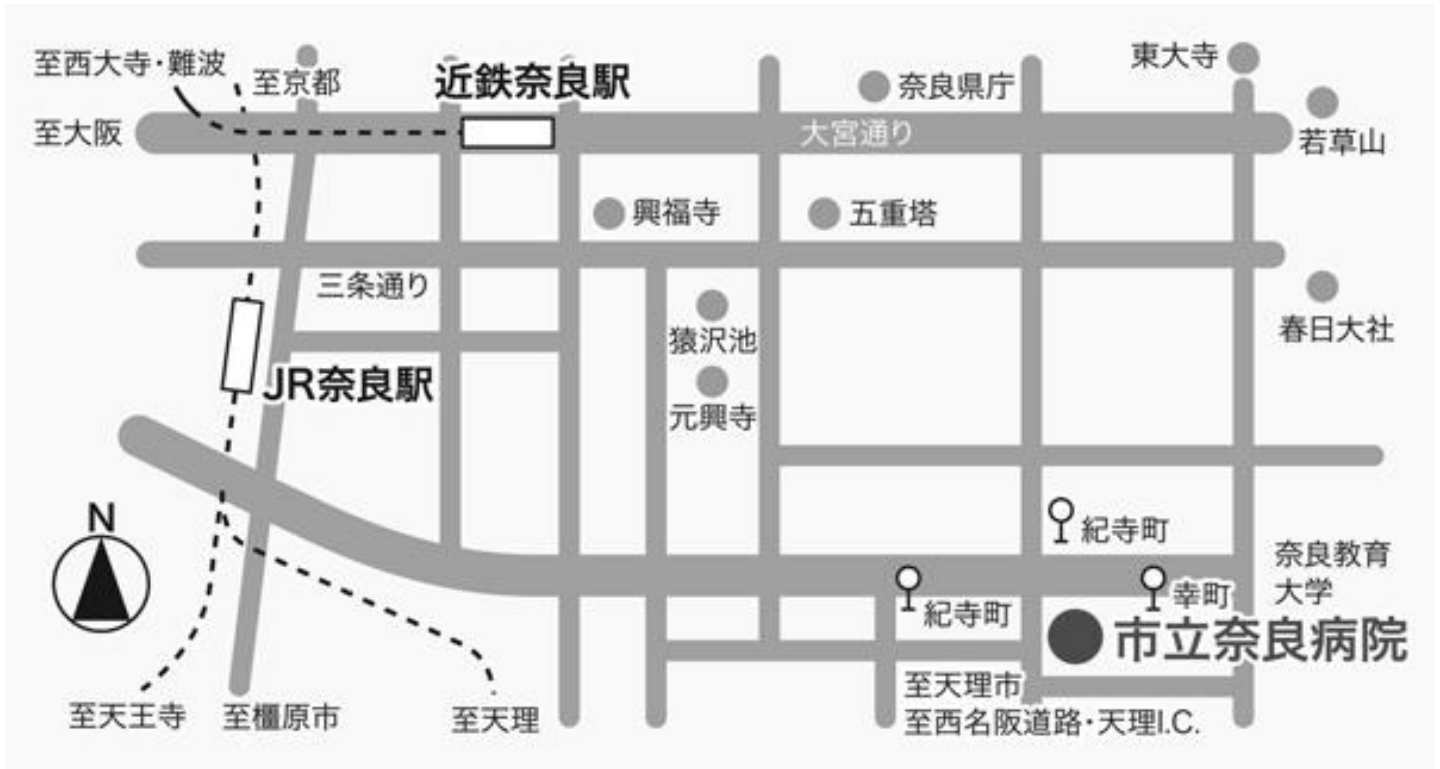 至西大寺・難波
至京都
近鉄奈良駅
奈良県庁
東大寺
至大阪
大宮通り
若草山
興福寺
五重塔
三条通り
猿沢池
春日大社
JR奈良駅
元興寺
N
紀寺町
奈良教育
大学
幸町
紀寺町
市立奈良病院
至天王寺
至橿原市
至天理
至天理市
至西名阪道路・天理I.C.